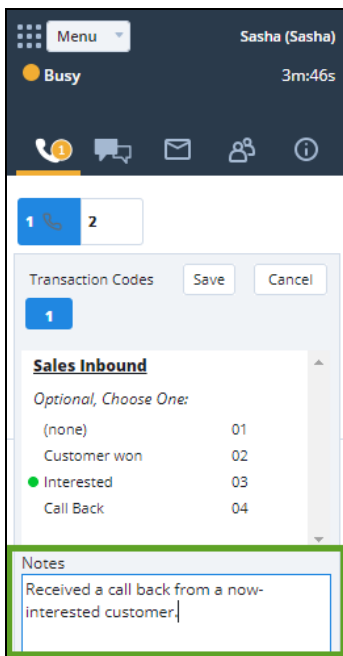 Menu Sasha (Sasha)
Busy 3m:46s
1
1 2
Transaction Codes Save Cancel
1
Sales Inbound
Optional, Choose One:
(none) 01
Customer won 02
Interested 03
Call Back 04
Notes
Received a call back from a now-
interested customer.